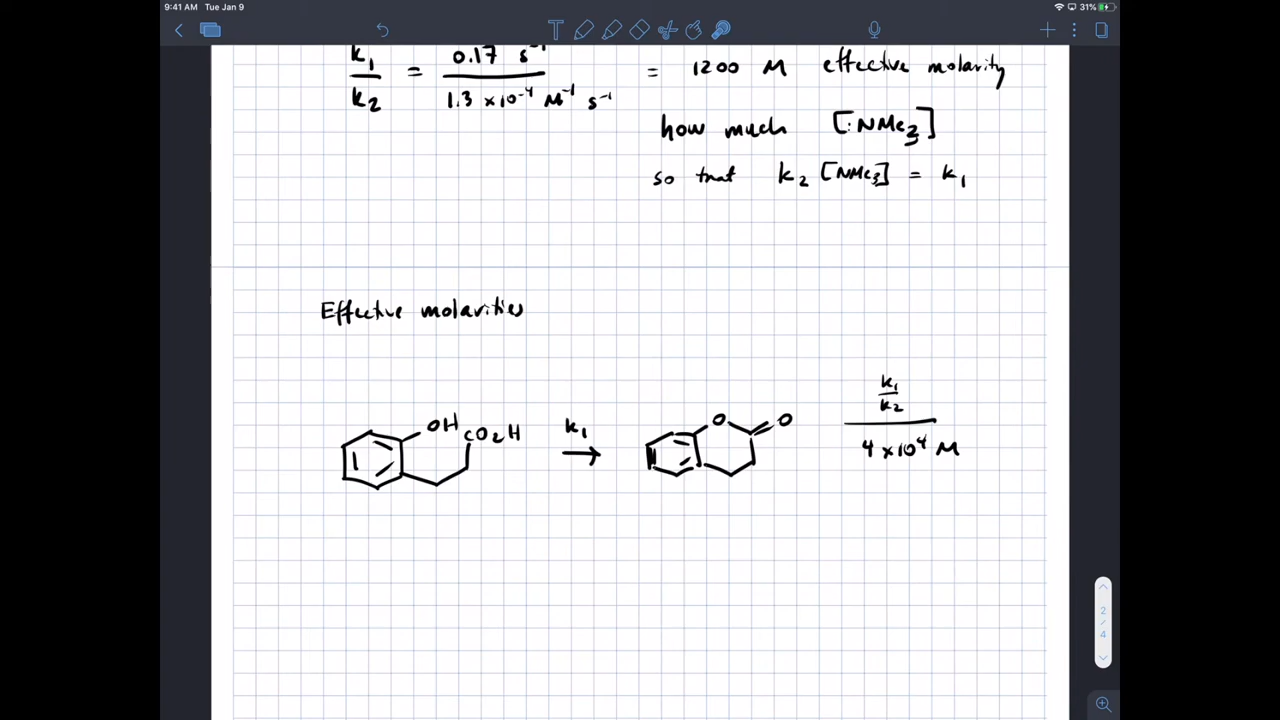 9:41 AM Tue Jan 9
31%
k₁/k₂ = 0.17 s⁻¹ / 1.3 × 10⁻⁴ M⁻¹ s⁻¹ = 1200 M effective molarity
how much [:NMe₃]
so that k₂ [NMe₃] = k₁
Effective molarities
k₁/k₂
OH CO₂H k₁ → O O 4 × 10⁴ M
2
/
4